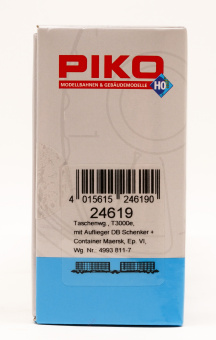 PIKO
MODELLBAHNEN & GEBÄUDEMODELLE
H0
4 015615 246190
24619
Taschenwg., T3000e,
mit Auflieger DB Schenker +
Container Maersk, Ep. VI,
Wg. Nr.: 4993 811-7